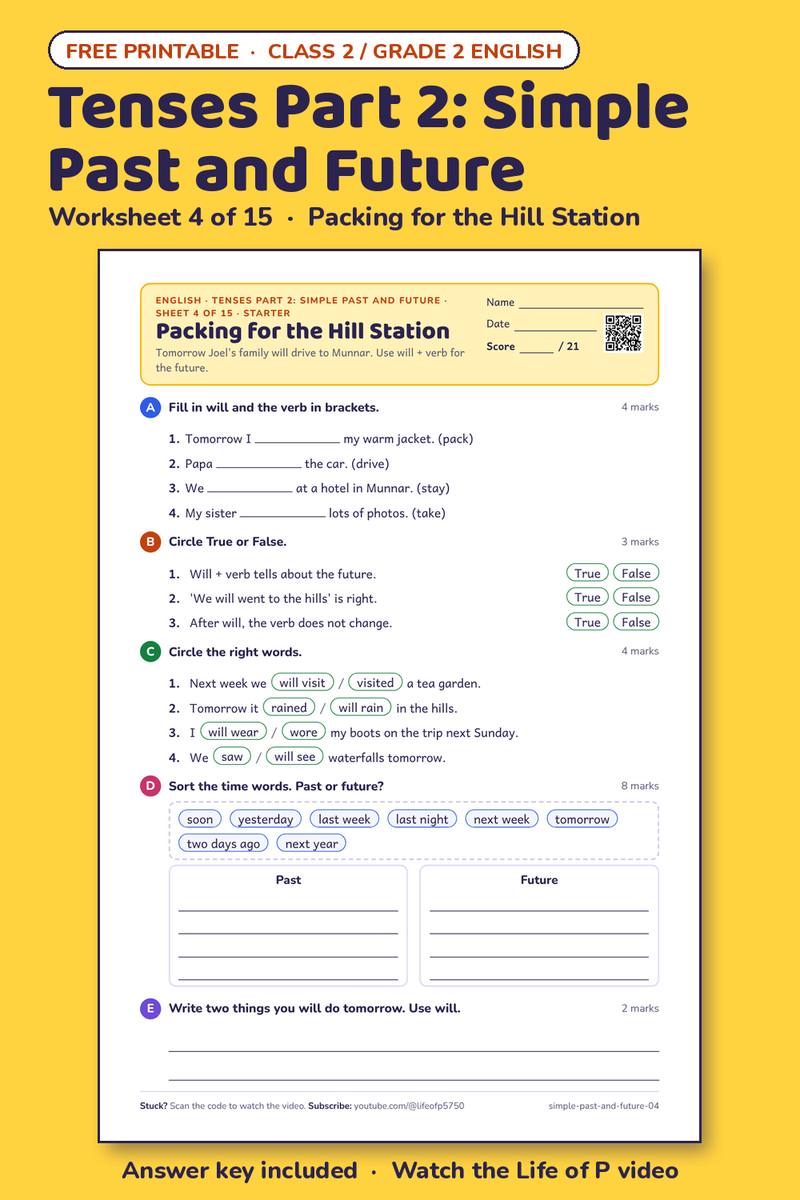 FREE PRINTABLE · CLASS 2 / GRADE 2 ENGLISH
Tenses Part 2: Simple
Past and Future
Worksheet 4 of 15 · Packing for the Hill Station
ENGLISH · TENSES PART 2: SIMPLE PAST AND FUTURE ·
SHEET 4 OF 15 · STARTER
Packing for the Hill Station
Tomorrow Joel's family will drive to Munnar. Use will + verb for
the future.
Name
Date
Score ______ / 21
A Fill in will and the verb in brackets. 4 marks
1. Tomorrow I ______ my warm jacket. (pack)
2. Papa ______ the car. (drive)
3. We ______ at a hotel in Munnar. (stay)
4. My sister ______ lots of photos. (take)
B Circle True or False. 3 marks
1. Will + verb tells about the future. True False
2. 'We will went to the hills' is right. True False
3. After will, the verb does not change. True False
C Circle the right words. 4 marks
1. Next week we will visit / visited a tea garden.
2. Tomorrow it rained / will rain in the hills.
3. I will wear / wore my boots on the trip next Sunday.
4. We saw / will see waterfalls tomorrow.
D Sort the time words. Past or future? 8 marks
soon yesterday last week last night next week tomorrow
two days ago next year
Past Future
E Write two things you will do tomorrow. Use will. 2 marks
Stuck? Scan the code to watch the video. Subscribe: youtube.com/@lifeofp5750 simple-past-and-future-04
Answer key included · Watch the Life of P video